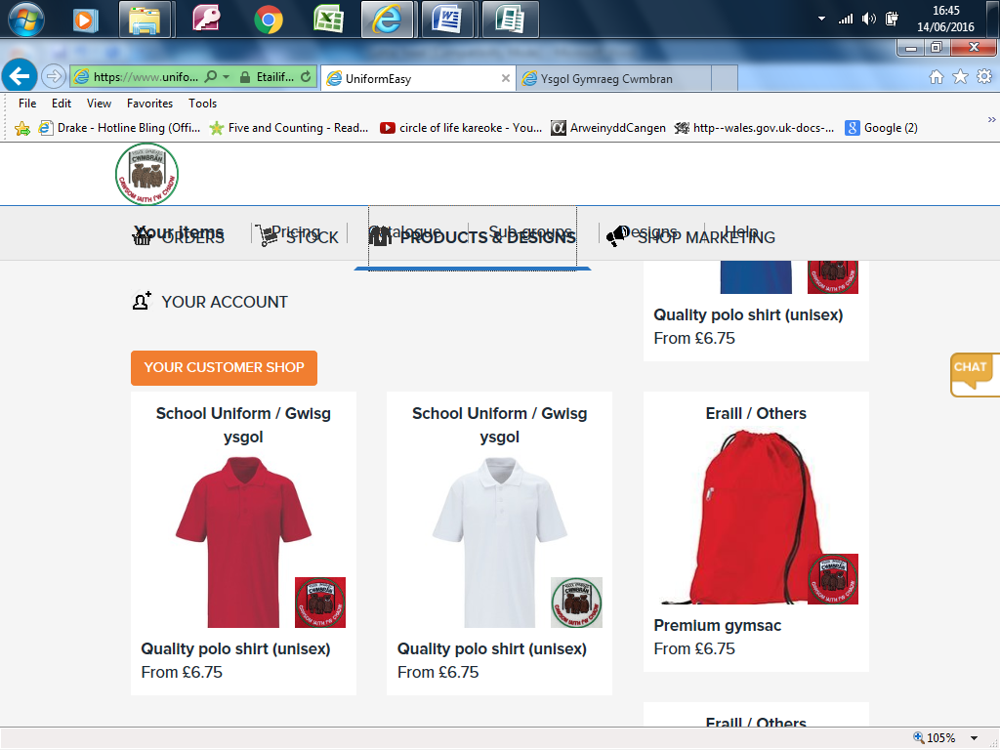 16:45
14/06/2016
https://www.unifo...
Etailif...
UniformEasy
Ysgol Gymraeg Cwmbran
File Edit View Favorites Tools
Drake - Hotline Bling (Offi...
Five and Counting - Read...
circle of life kareoke - You...
ArweinyddCangen
http--wales.gov.uk-docs-...
Google (2)
CWMBRÂN
CAWSOM IAITH I'W CHADW
Your items Pricing Catalogue Sub groups Designs Help
ORDERS STOCK PRODUCTS & DESIGNS SHOP MARKETING
YOUR ACCOUNT
Quality polo shirt (unisex)
From £6.75
CHAT
YOUR CUSTOMER SHOP
School Uniform / Gwisg
ysgol
Quality polo shirt (unisex)
From £6.75
School Uniform / Gwisg
ysgol
Quality polo shirt (unisex)
From £6.75
Eraill / Others
Premium gymsac
From £6.75
Eraill / Others
105%